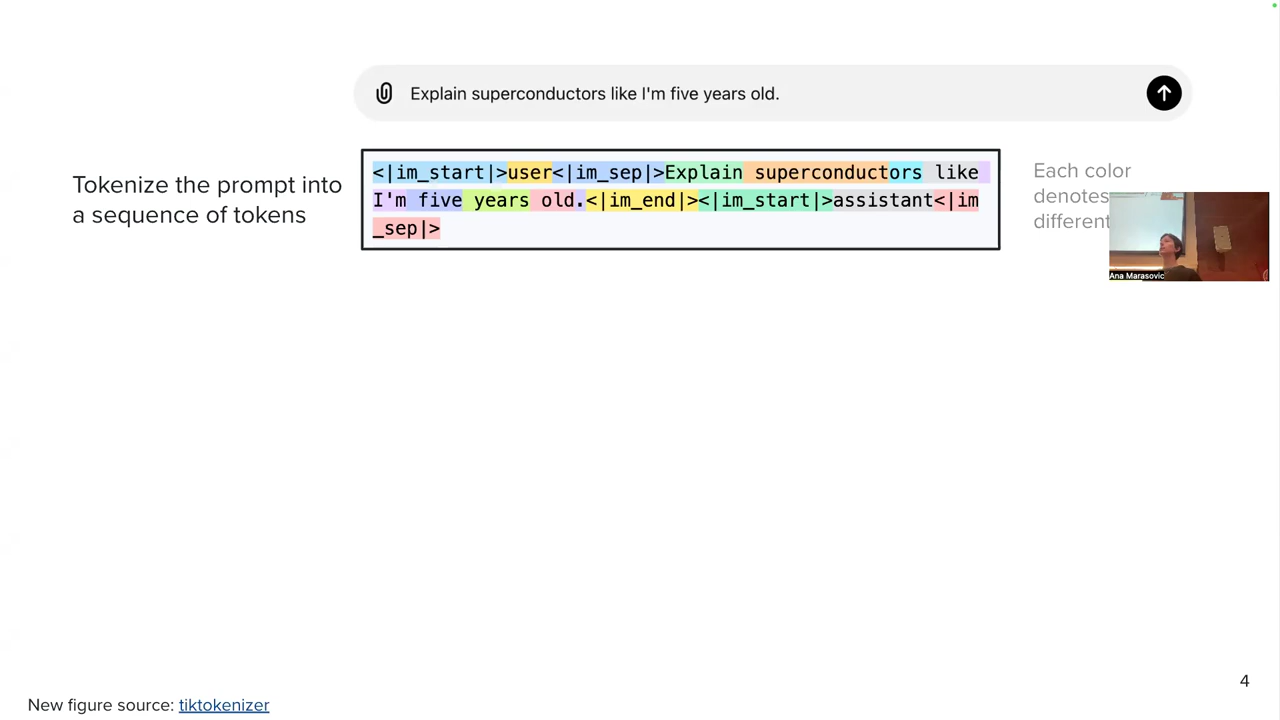 Explain superconductors like I'm five years old.
Tokenize the prompt into
a sequence of tokens
<|im_start|>user<|im_sep|>Explain superconductors like
I'm five years old.<|im_end|><|im_start|>assistant<|im
_sep|>
Each color
denotes
different
Ana Marasovic
4
New figure source: tiktokenizer